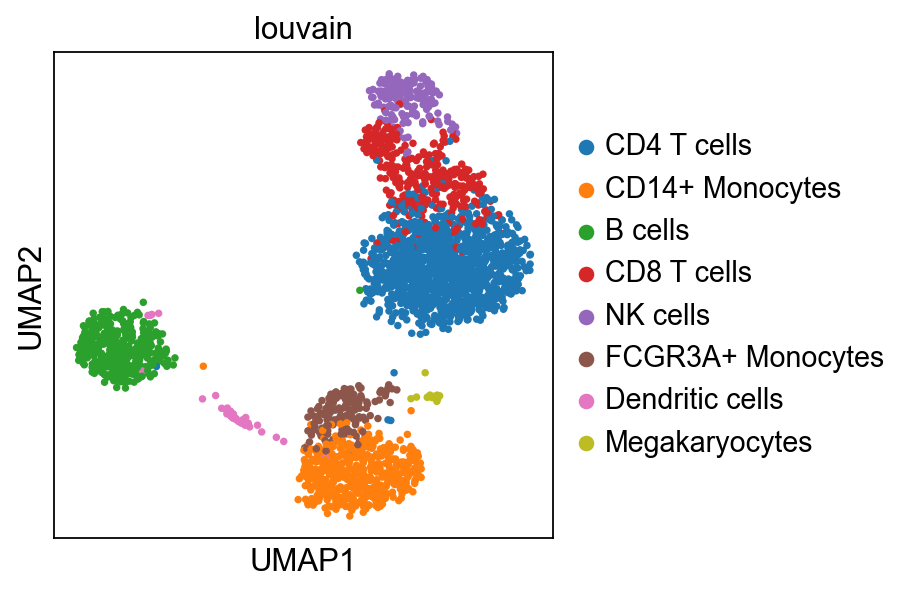 louvain
UMAP2
UMAP1
CD4 T cells
CD14+ Monocytes
B cells
CD8 T cells
NK cells
FCGR3A+ Monocytes
Dendritic cells
Megakaryocytes